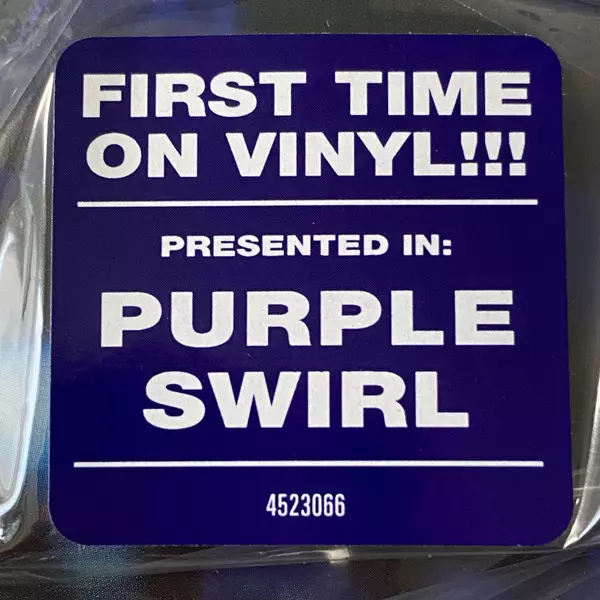 FIRST TIME
ON VINYL!!!
PRESENTED IN:
PURPLE
SWIRL
4523066